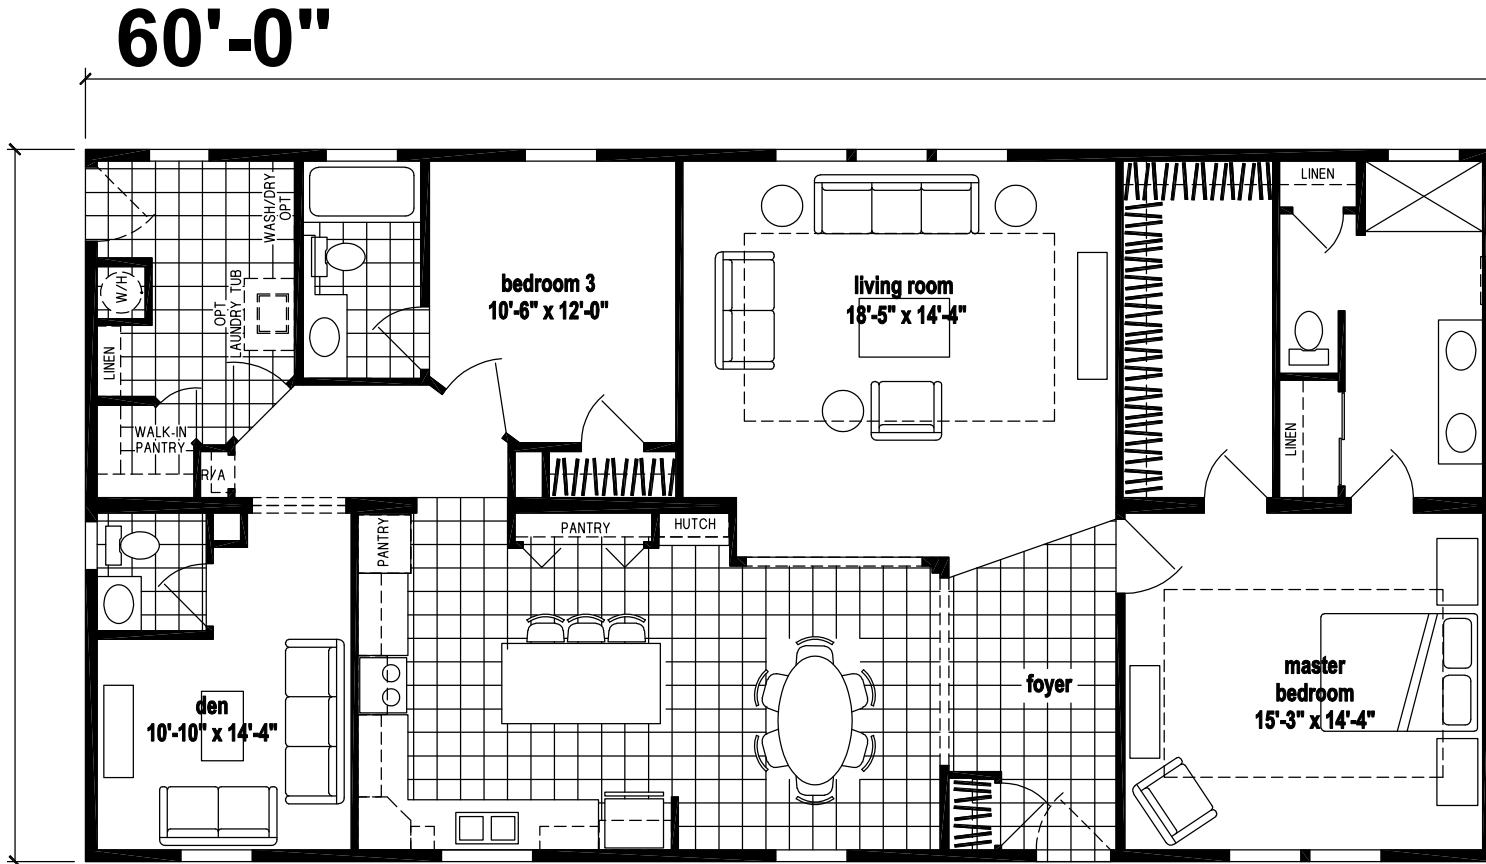 60'-0"
WASH/DRY
OPT
LINEN
bedroom 3
10'-6" x 12'-0"
living room
18'-5" x 14'-4"
W/H
OPT
LAUNDRY TUB
LINEN
WALK-IN
PANTRY
R/A
LINEN
PANTRY
PANTRY
HUTCH
den
10'-10" x 14'-4"
foyer
master
bedroom
15'-3" x 14'-4"